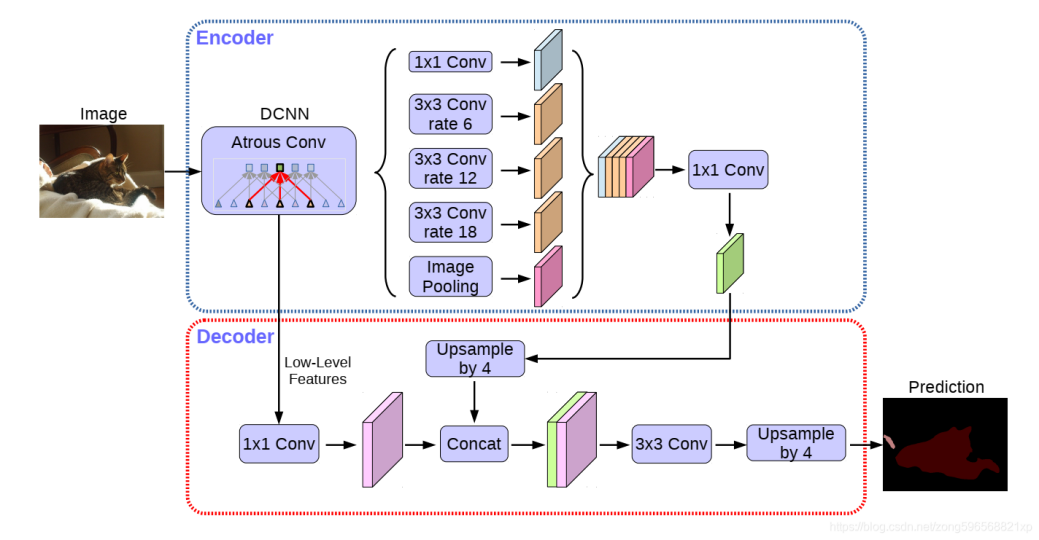 Encoder
Image
DCNN
Atrous Conv
1x1 Conv
3x3 Conv
rate 6
3x3 Conv
rate 12
3x3 Conv
rate 18
Image
Pooling
1x1 Conv
Decoder
Low-Level
Features
Upsample
by 4
1x1 Conv
Concat
3x3 Conv
Upsample
by 4
Prediction